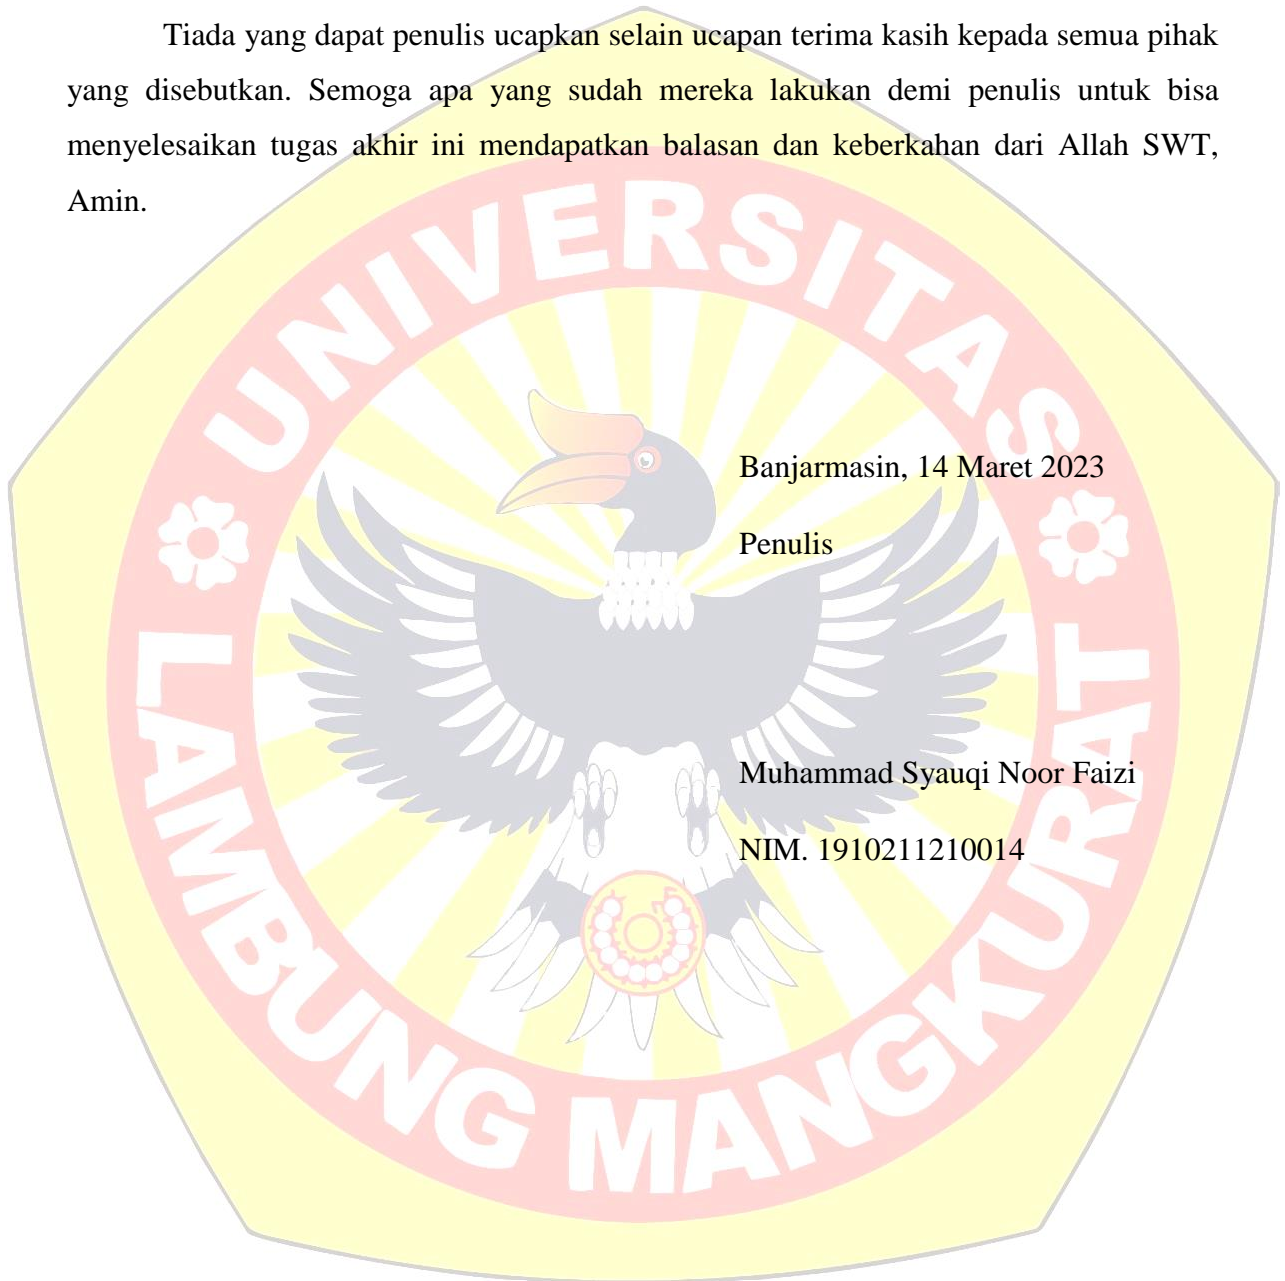 Tiada yang dapat penulis ucapkan selain ucapan terima kasih kepada semua pihak
yang disebutkan. Semoga apa yang sudah mereka lakukan demi penulis untuk bisa
menyelesaikan tugas akhir ini mendapatkan balasan dan keberkahan dari Allah SWT,
Amin.
UNIVERSITAS
Banjarmasin, 14 Maret 2023
Penulis
Muhammad Syauqi Noor Faizi
NIM. 1910211210014
LAMBUNG MANGKURAT